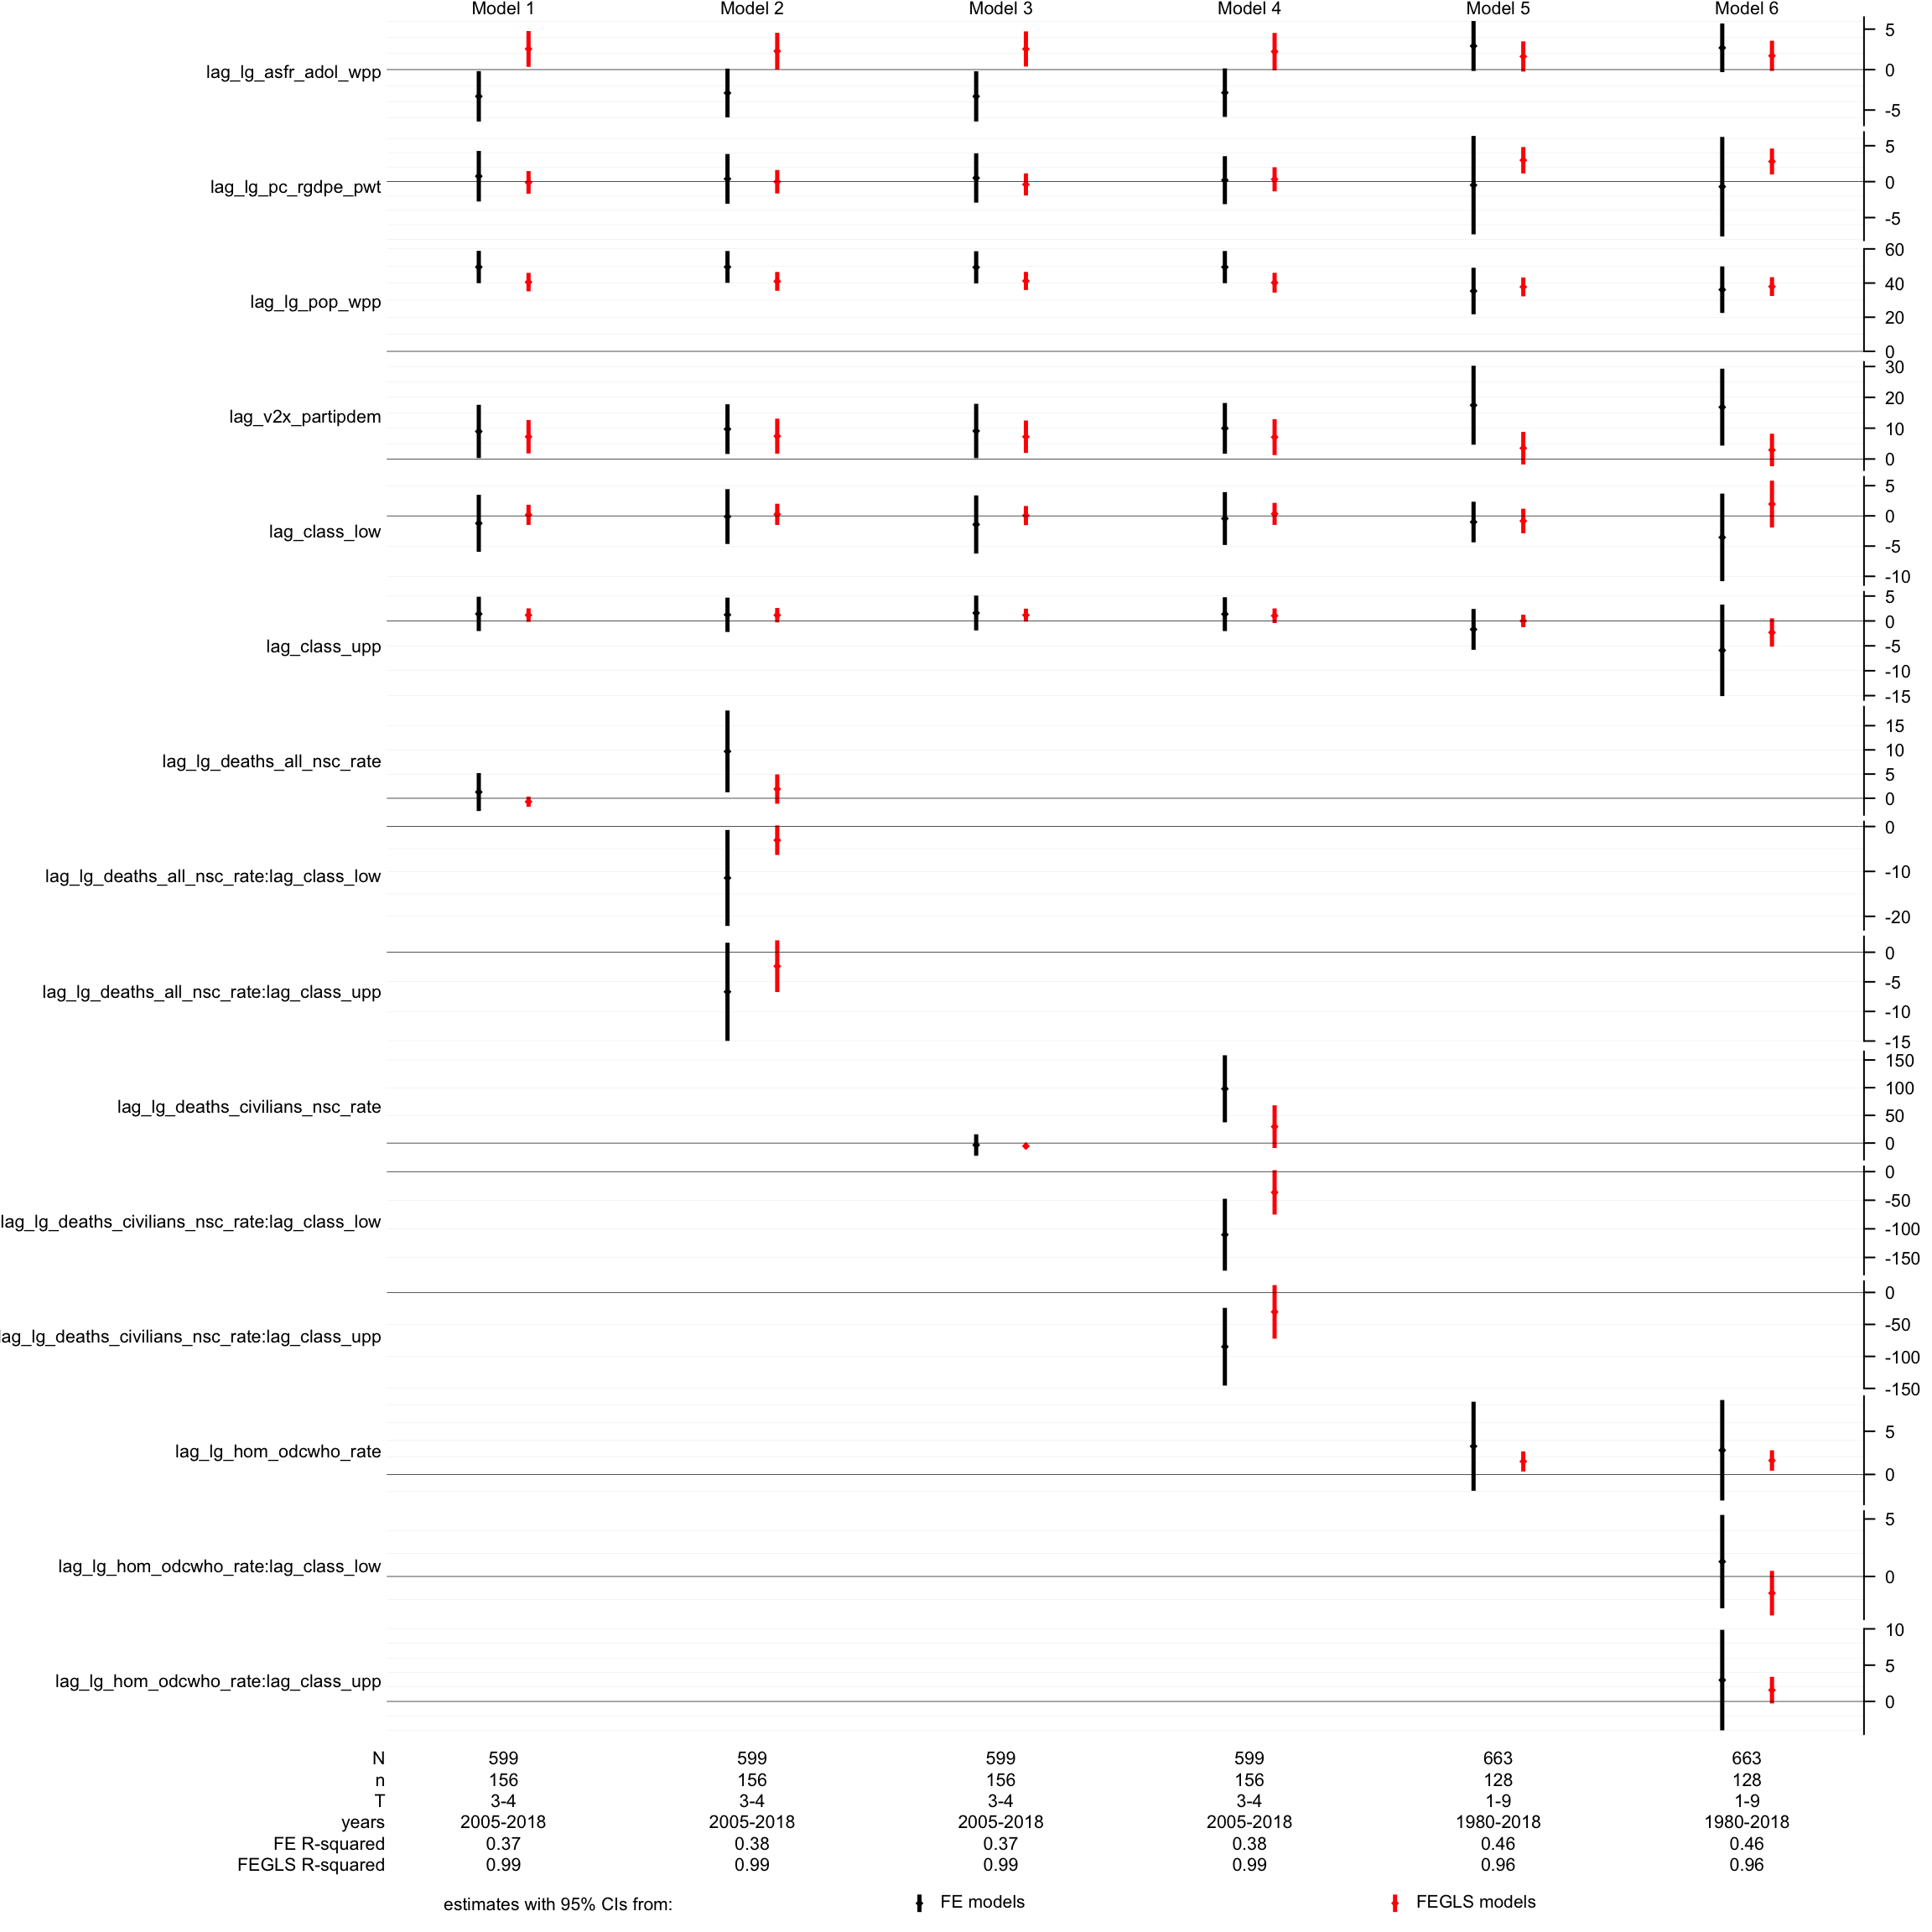 Model 1 Model 2 Model 3 Model 4 Model 5 Model 6
lag_lg_asfr_adol_wpp
5
0
-5
lag_lg_pc_rgdpe_pwt
5
0
-5
lag_lg_pop_wpp
60
40
20
0
lag_v2x_partipdem
30
20
10
0
lag_class_low
5
0
-5
-10
lag_class_upp
5
0
-5
-10
-15
lag_lg_deaths_all_nsc_rate
15
10
5
0
lag_lg_deaths_all_nsc_rate:lag_class_low
0
-10
-20
lag_lg_deaths_all_nsc_rate:lag_class_upp
0
-5
-10
-15
lag_lg_deaths_civilians_nsc_rate
150
100
50
0
lag_lg_deaths_civilians_nsc_rate:lag_class_low
0
-50
-100
-150
lag_lg_deaths_civilians_nsc_rate:lag_class_upp
0
-50
-100
-150
lag_lg_hom_odcwho_rate
5
0
lag_lg_hom_odcwho_rate:lag_class_low
5
0
lag_lg_hom_odcwho_rate:lag_class_upp
10
5
0
N 599 599 599 599 663 663
n 156 156 156 156 128 128
T 3-4 3-4 3-4 3-4 1-9 1-9
years 2005-2018 2005-2018 2005-2018 2005-2018 1980-2018 1980-2018
FE R-squared 0.37 0.38 0.37 0.38 0.46 0.46
FEGLS R-squared 0.99 0.99 0.99 0.99 0.96 0.96
estimates with 95% CIs from: FE models FEGLS models